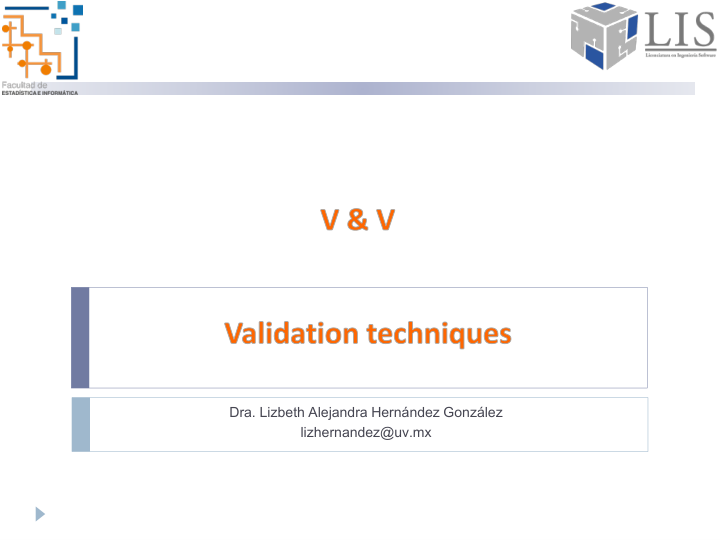 LIS
Licenciatura en Ingeniería de Software
Facultad de
ESTADÍSTICA E INFORMÁTICA
V & V
Validation techniques
Dra. Lizbeth Alejandra Hernández González
lizhernandez@uv.mx